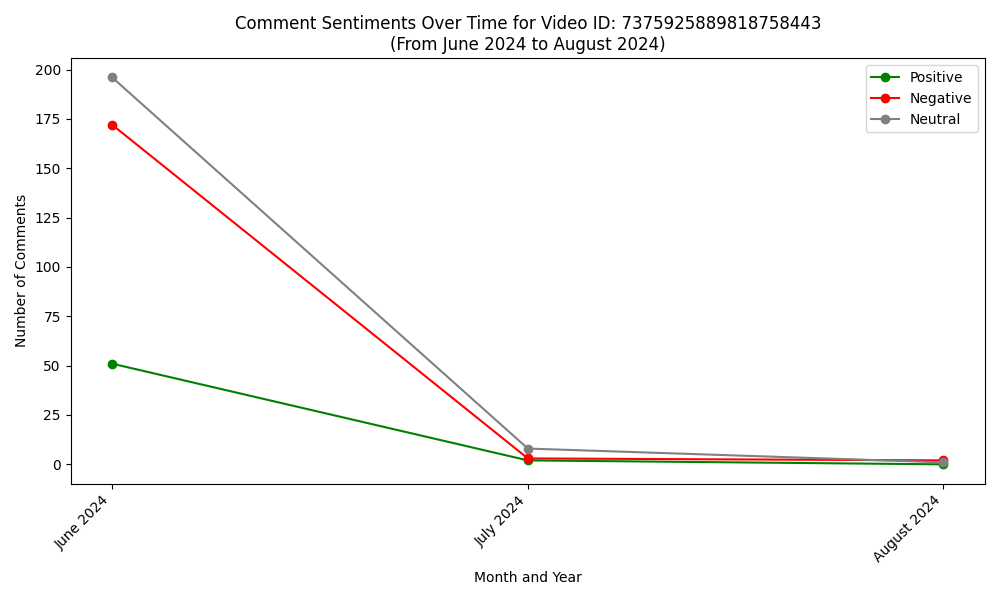 Comment Sentiments Over Time for Video ID: 7375925889818758443
(From June 2024 to August 2024)
Positive
Negative
Neutral
200
175
150
125
100
75
50
25
0
Number of Comments
June 2024
July 2024
August 2024
Month and Year